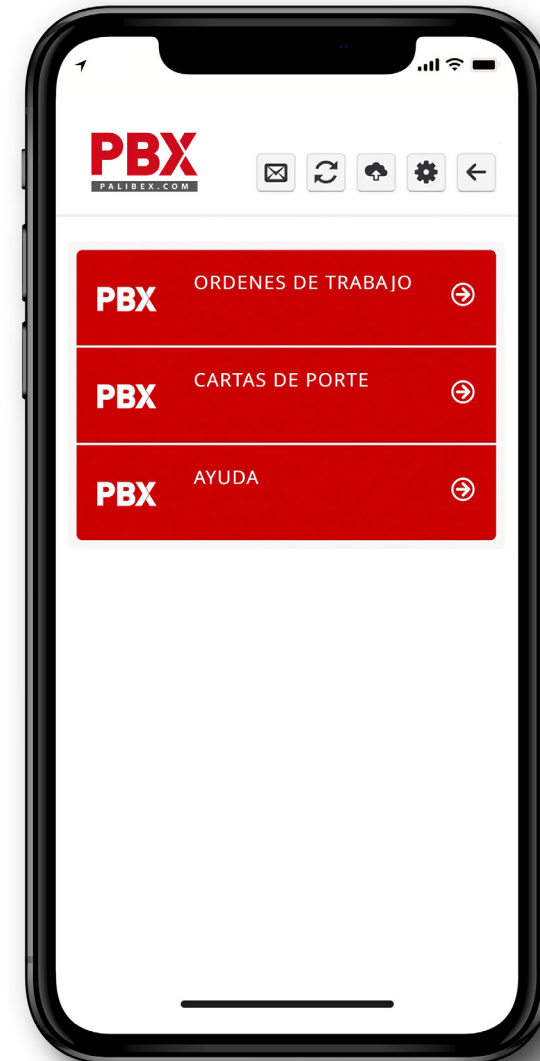 PBX
PALIBEX.COM
PBX ORDENES DE TRABAJO
PBX CARTAS DE PORTE
PBX AYUDA